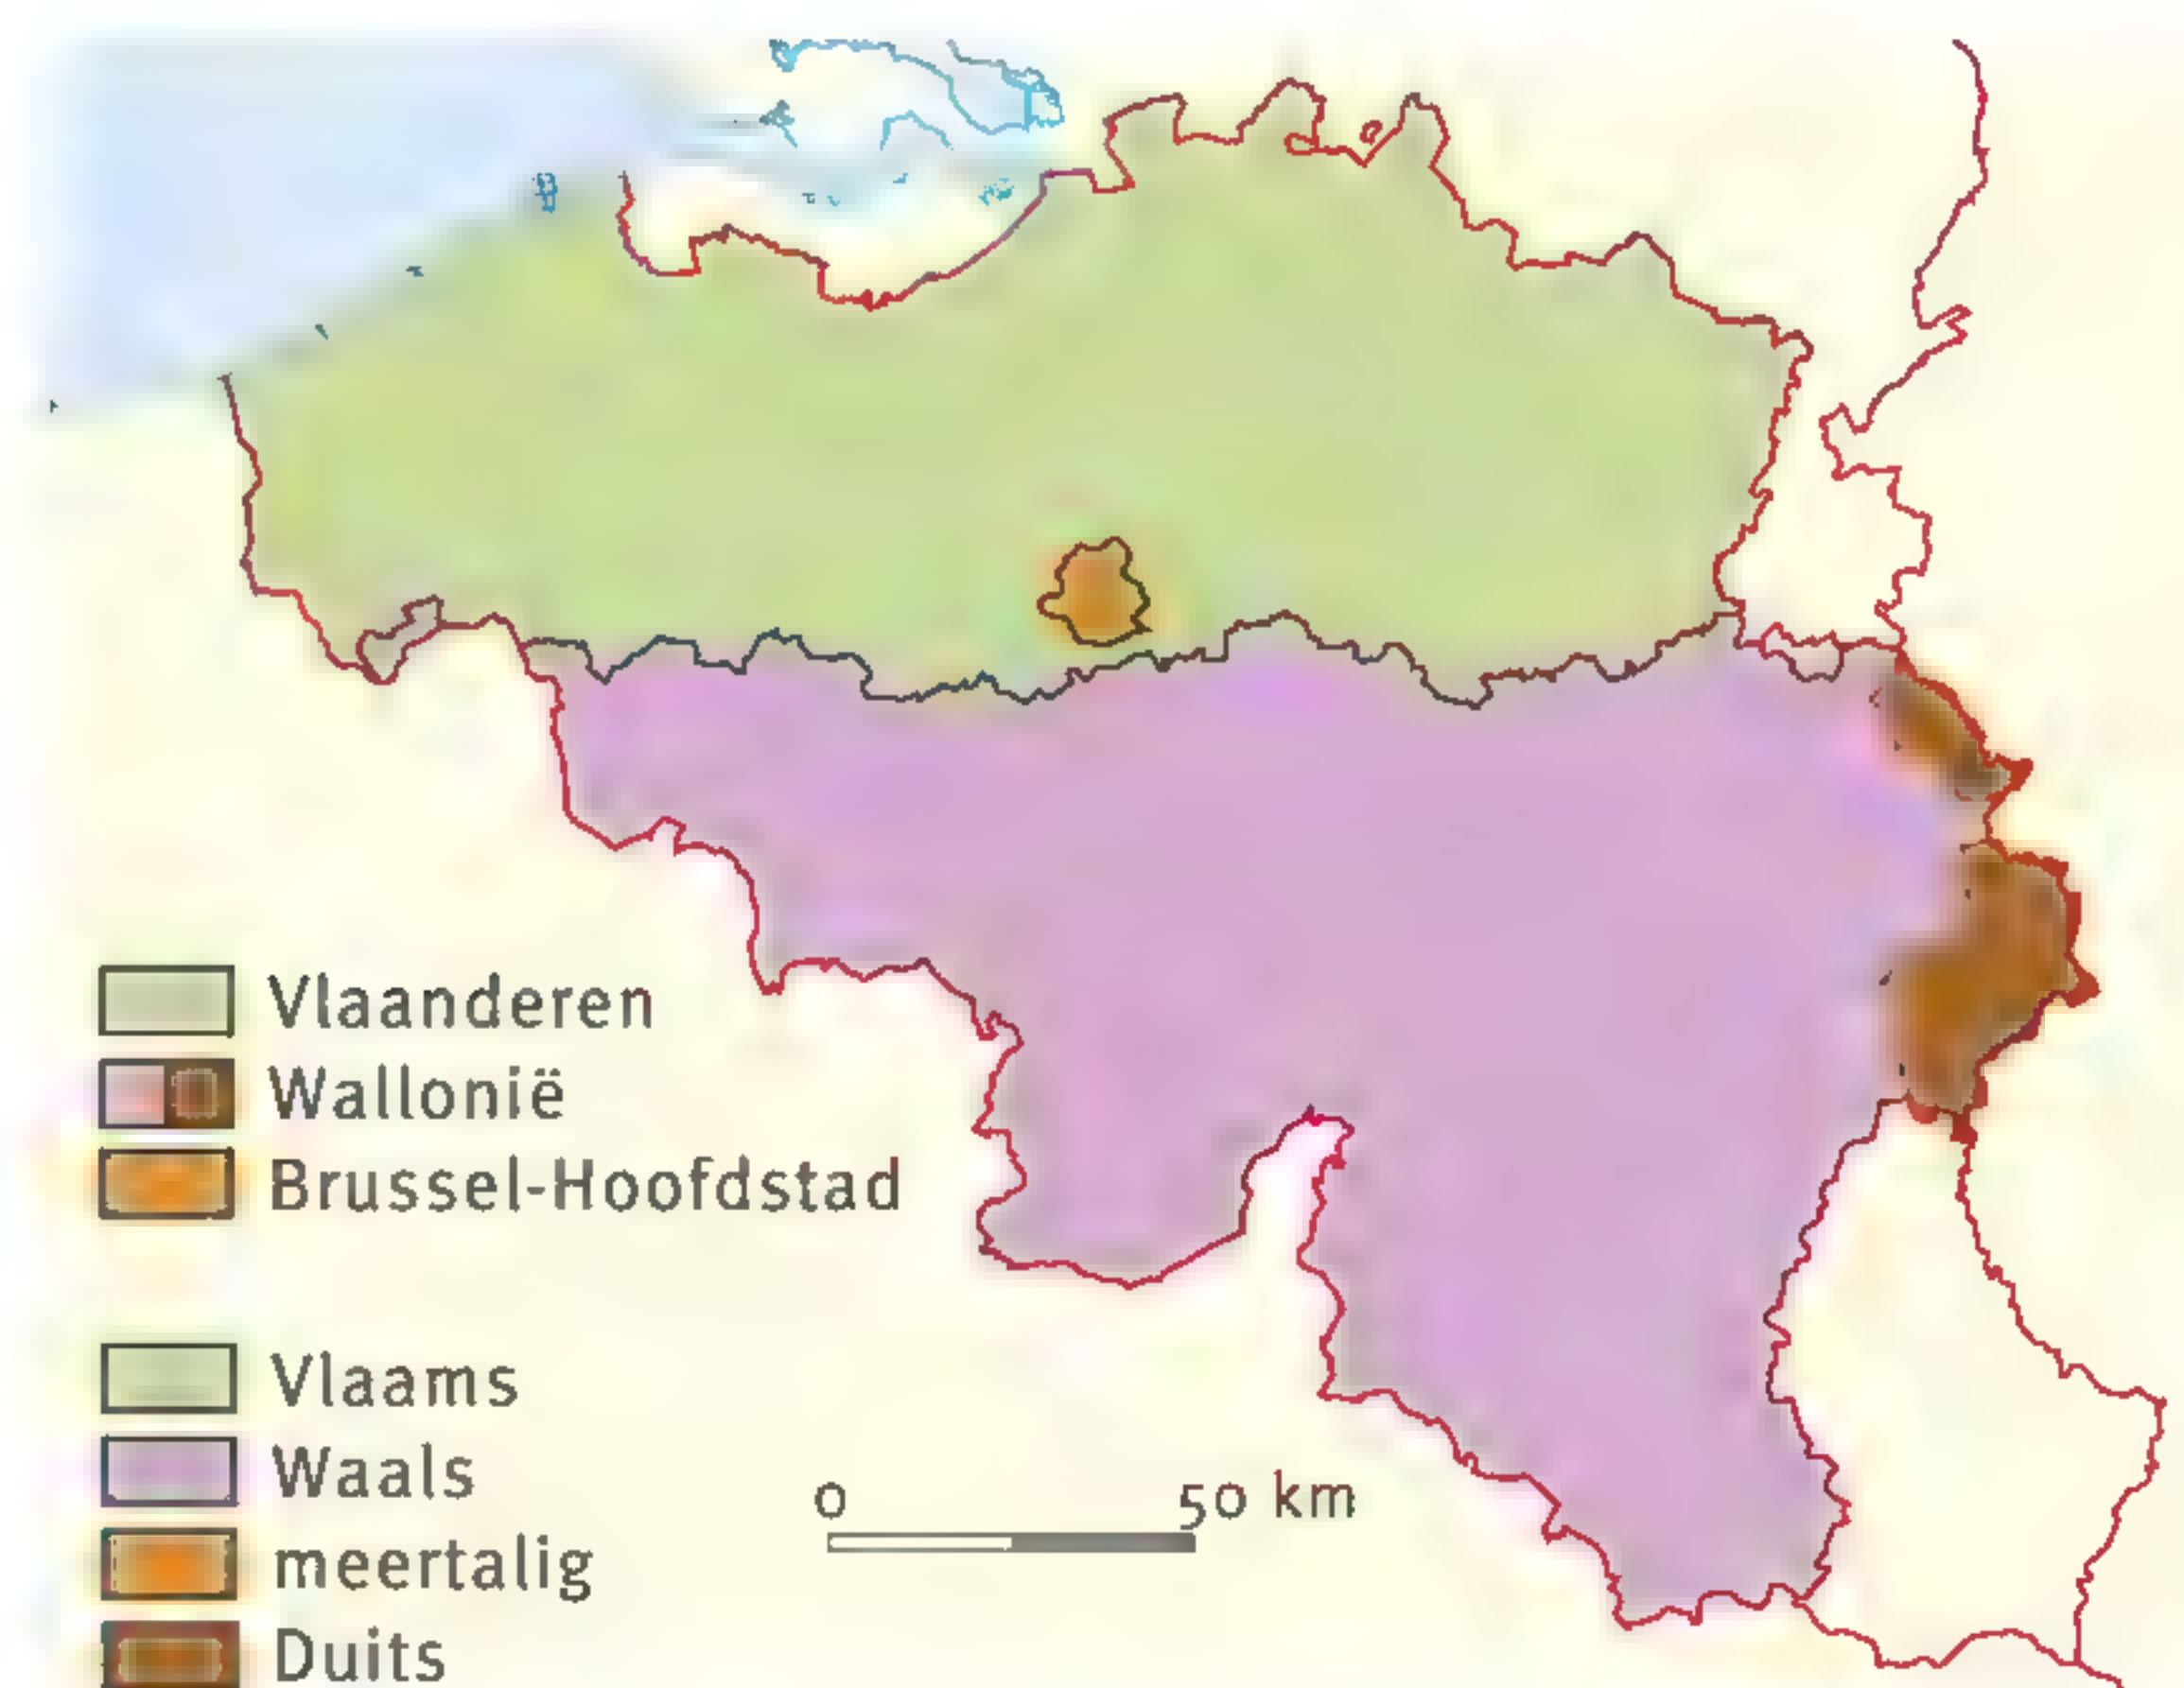 Vlaanderen
Wallonië
Brussel-Hoofdstad
Vlaams
Waals
meertalig
Duits
0 50 km